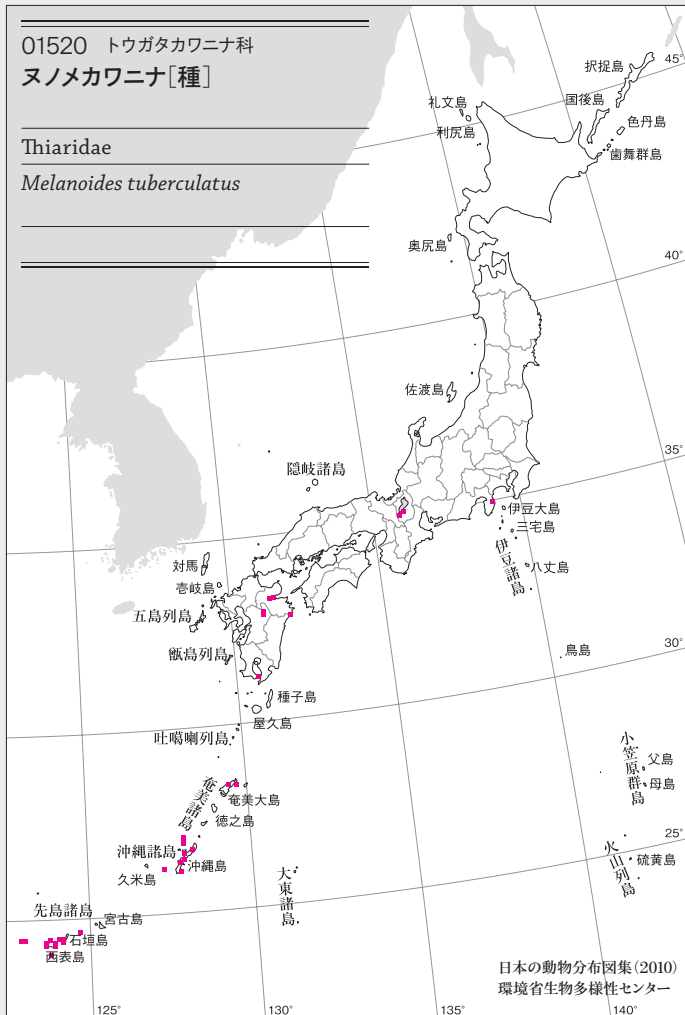 01520 トウガタカワニナ科
ヌノメカワニナ[種]
Thiaridae
Melanoides tuberculatus
択捉島
45°
礼文島
国後島
利尻島
色丹島
歯舞群島
奥尻島
40°
佐渡島
35°
隠岐諸島
伊豆大島
三宅島
対馬
伊豆諸島
八丈島
壱岐島
五島列島
甑島列島
鳥島
30°
種子島
屋久島
吐噶喇列島
小笠原群島
父島
母島
奄美諸島
奄美大島
徳之島
25°
沖縄諸島
沖縄島
久米島
大東諸島
火山列島
硫黄島
先島諸島
宮古島
石垣島
西表島
日本の動物分布図集(2010)
環境省生物多様性センター
125°
130°
135°
140°